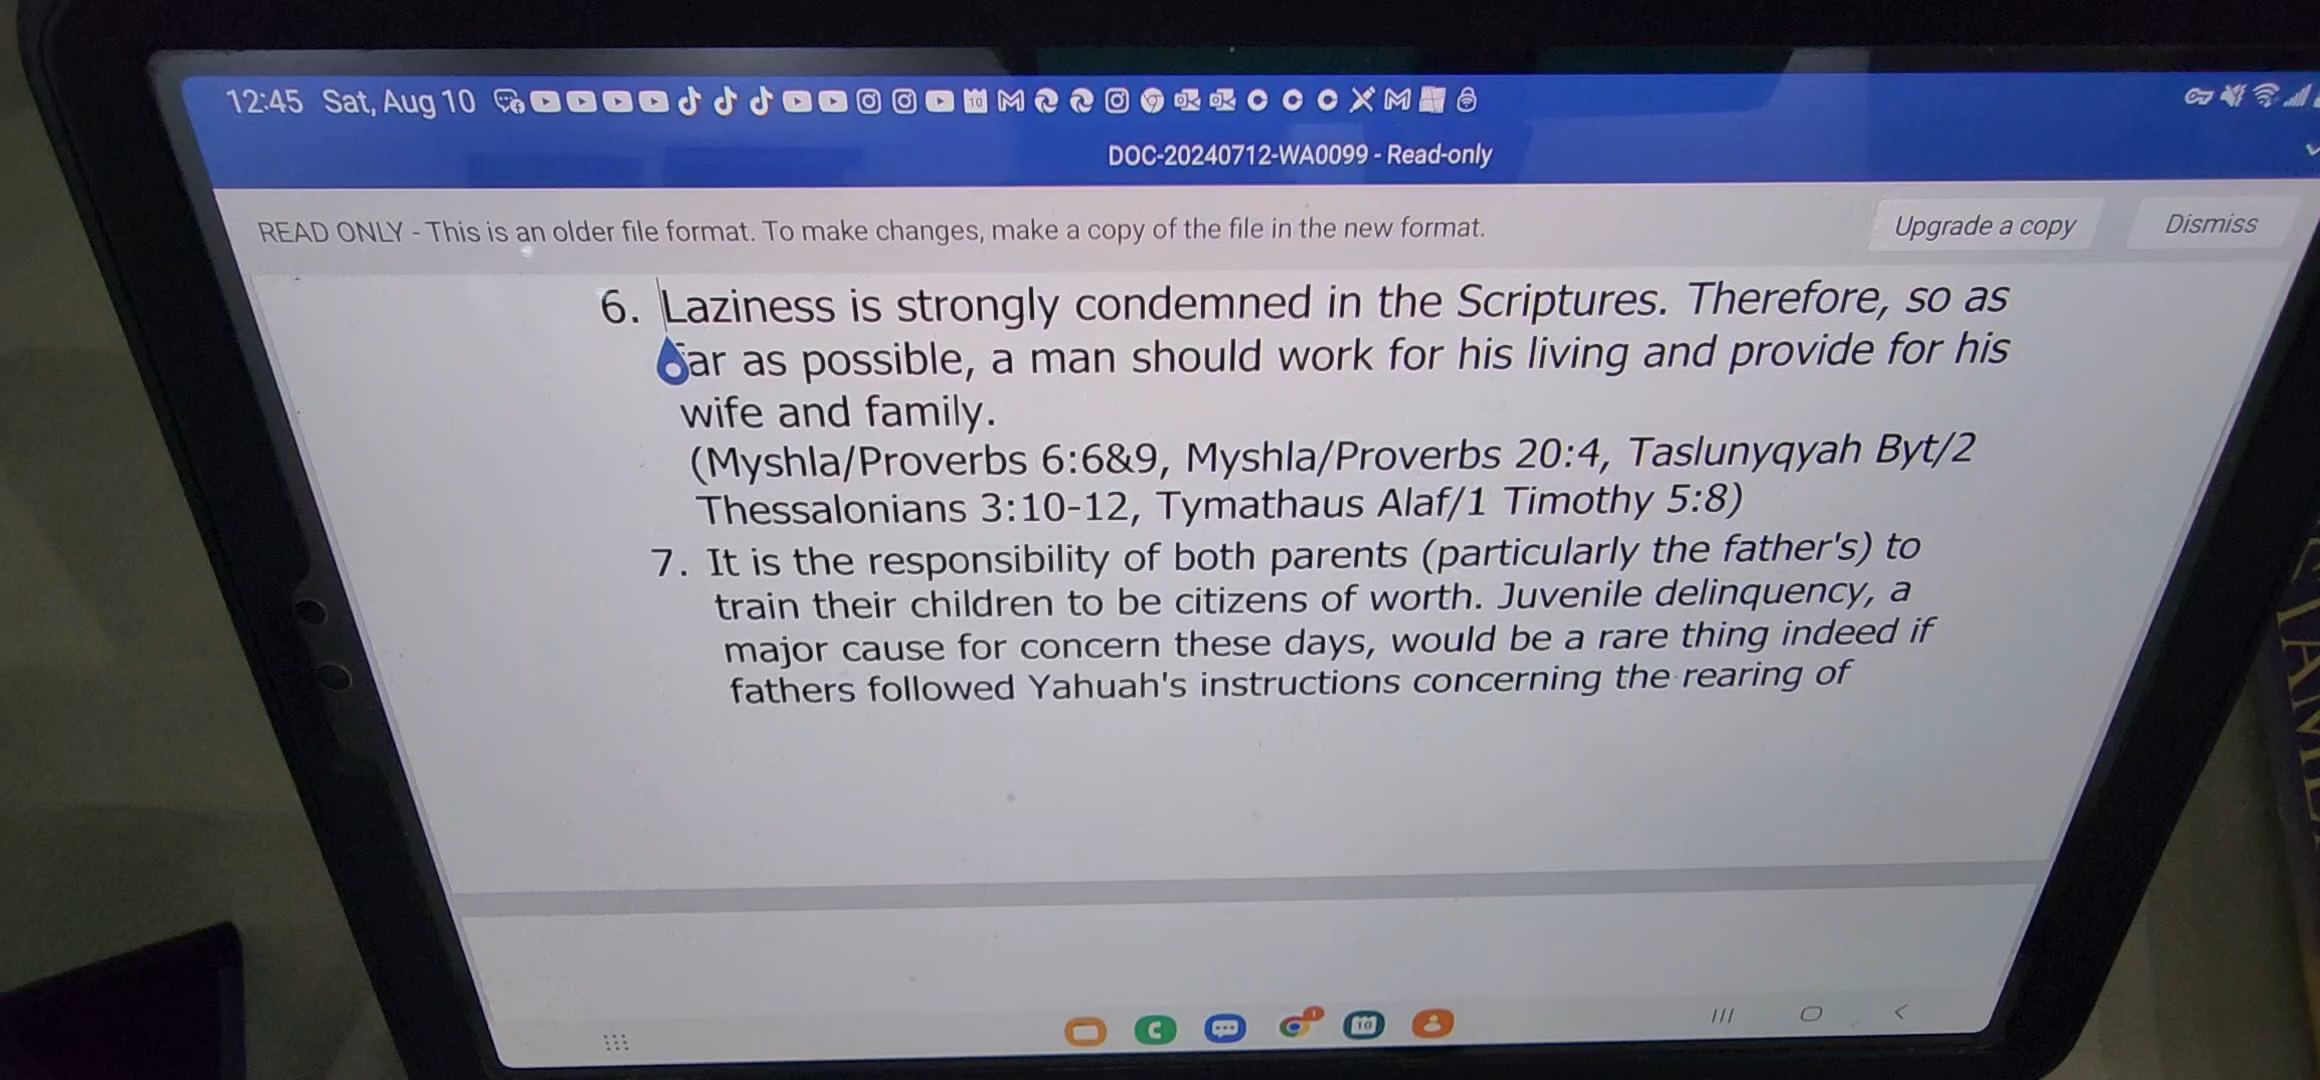 12:45 Sat, Aug 10
DOC-20240712-WA0099 - Read-only
READ ONLY - This is an older file format. To make changes, make a copy of the file in the new format.
Upgrade a copy
Dismiss
6. Laziness is strongly condemned in the Scriptures. Therefore, so as
far as possible, a man should work for his living and provide for his
wife and family.
(Myshla/Proverbs 6:6&9, Myshla/Proverbs 20:4, Taslunyqyah Byt/2
Thessalonians 3:10-12, Tymathaus Alaf/1 Timothy 5:8)
7. It is the responsibility of both parents (particularly the father's) to
train their children to be citizens of worth. Juvenile delinquency, a
major cause for concern these days, would be a rare thing indeed if
fathers followed Yahuah's instructions concerning the rearing of